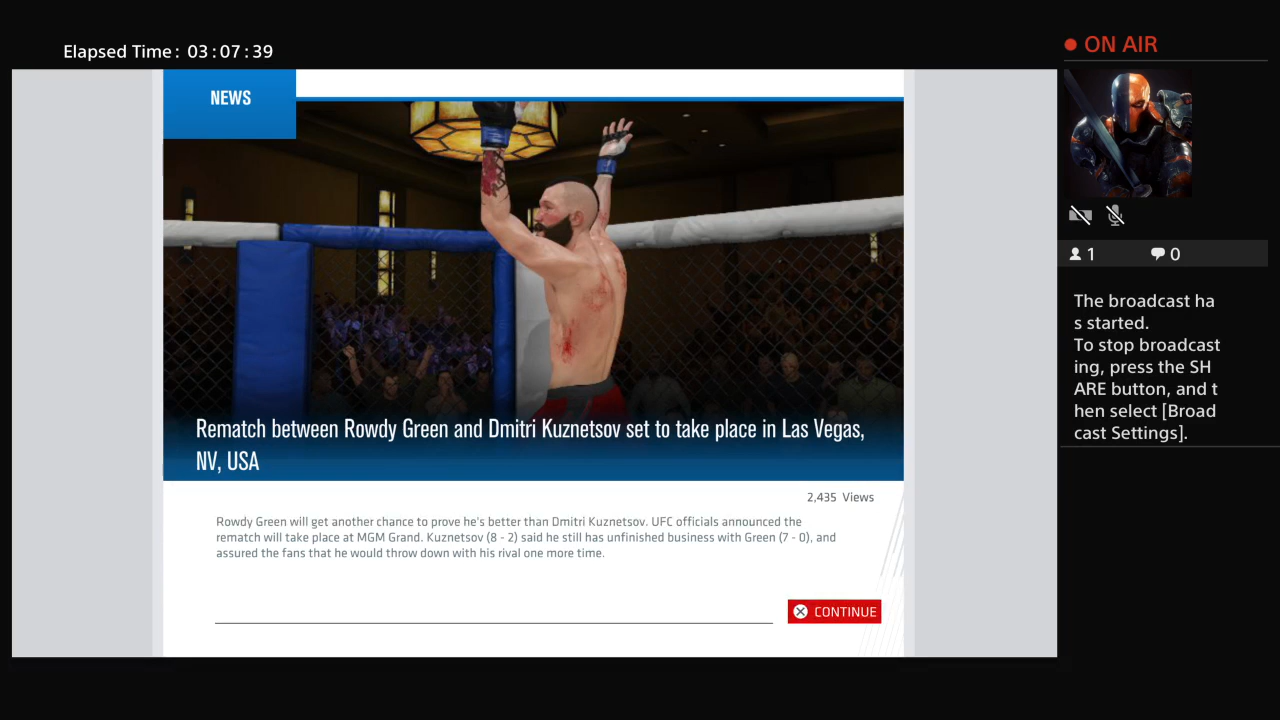 Elapsed Time: 03:07:39
ON AIR
NEWS
1
0
The broadcast ha
s started.
To stop broadcast
ing, press the SH
ARE button, and t
hen select [Broad
cast Settings].
Rematch between Rowdy Green and Dmitri Kuznetsov set to take place in Las Vegas,
NV, USA
2,435 Views
Rowdy Green will get another chance to prove he's better than Dmitri Kuznetsov. UFC officials announced the
rematch will take place at MGM Grand. Kuznetsov (8 - 2) said he still has unfinished business with Green (7 - 0), and
assured the fans that he would throw down with his rival one more time.
CONTINUE